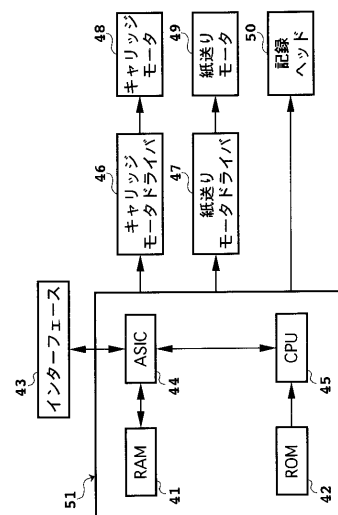 43
インターフェース
51
RAM
41
ASIC
44
ROM
42
CPU
45
46
キャリッジ
モータドライバ
48
キャリッジ
モータ
47
紙送り
モータドライバ
49
紙送り
モータ
50
記録
ヘッド